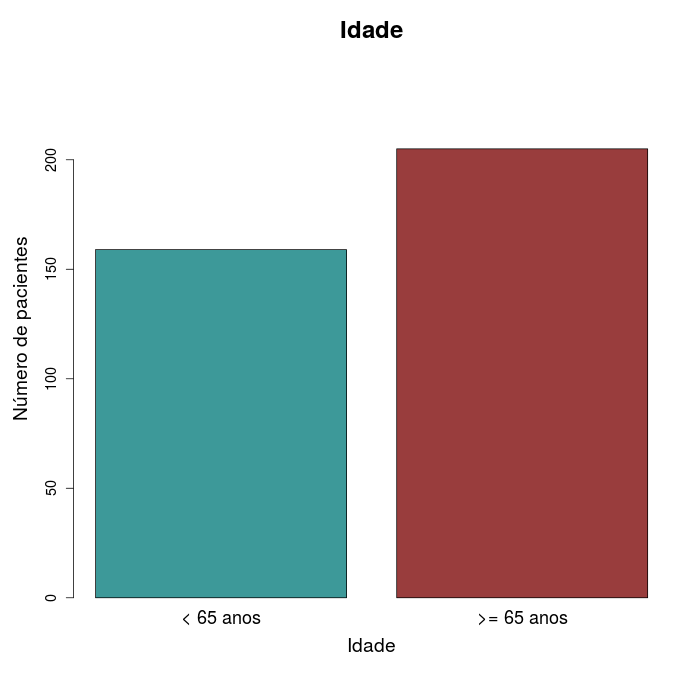 Idade
Número de pacientes
200
150
100
50
0
< 65 anos
>= 65 anos
Idade